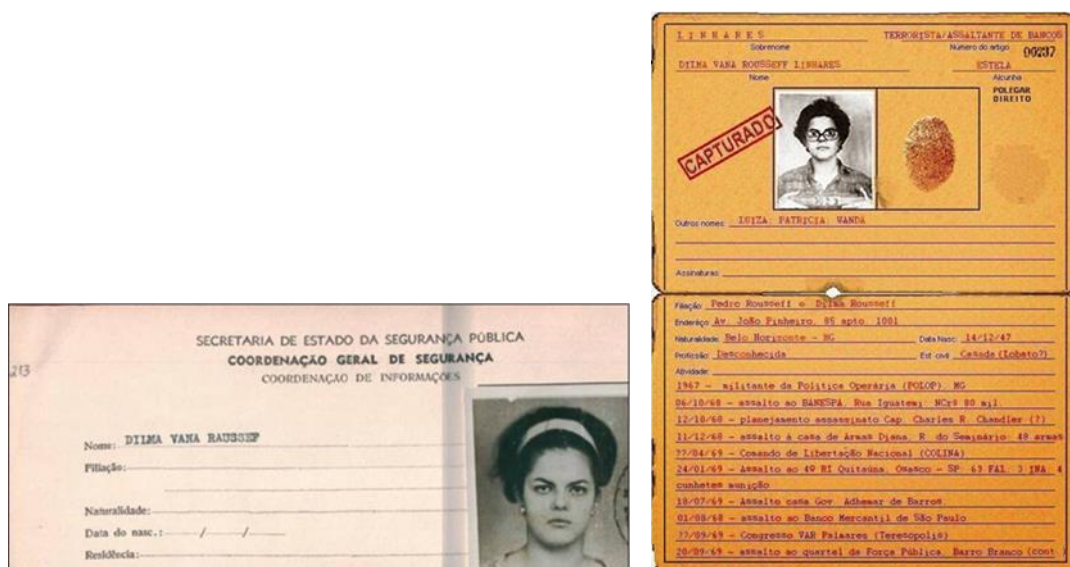 213
SECRETARIA DE ESTADO DA SEGURANÇA PÚBLICA
COORDENAÇÃO GERAL DE SEGURANÇA
COORDENAÇÃO DE INFORMAÇÕES
Nome: DILMA VANA RAUSSEF
Filiação:
Naturalidade:
Data do nasc.: / /
Residência:
LINHARES TERRORISTA/ASSALTANTE DE BANCOS
Sobrenome Número do artigo 00237
DILMA VANA ROUSSEFF LINHARES ESTELA
Nome Alcunha
POLEGAR
DIREITO
CAPTURADO
Outros nomes: LUIZA; PATRICIA; WANDA
Assinaturas:
Filiação: Pedro Rousseff e Dilma Rousseff
Endereço: Av. João Pinheiro, 85 apto. 1001
Naturalidade: Belo Horizonte - MG Data Nasc: 14/12/47
Profissão: Desconhecida Est. civil: Casada (Lobato?)
Atividade:
1967 - militante da Política Operária (POLOP), MG
06/10/68 - assalto ao BANESPA, Rua Iguatemi; NCr$ 80 mil.
12/10/68 - planejamento assassinato Cap. Charles R. Chandler (?)
11/12/68 - assalto à casa de Armas Diana, R. do Seminário; 48 armas
??/04/69 - Comando de Libertação Nacional (COLINA)
24/01/69 - Assalto ao 4º RI Quitaúna, Osasco - SP; 63 FAL; 3 INA; 4
cunhetem munição
18/07/69 - Assalto casa Gov. Adhemar de Barros.
01/08/68 - assalto ao Banco Mercantil de São Paulo
??/09/69 - Congresso VAR Palmares (Teresopolis)
20/09/69 - assalto ao quartel da Força Pública, Barro Branco (cont.)